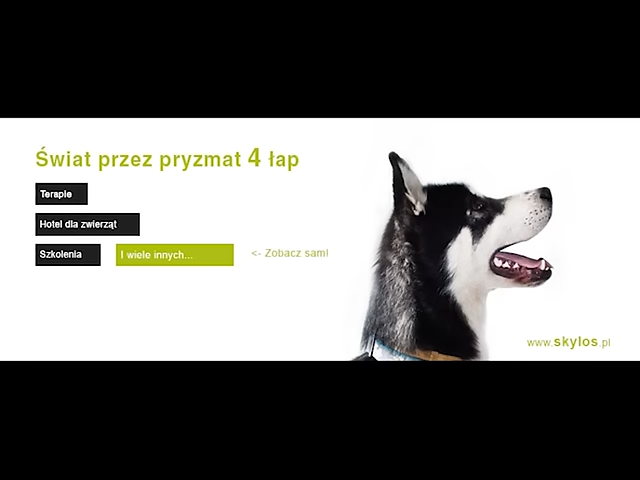 Świat przez pryzmat 4 łap
Terapie
Hotel dla zwierząt
Szkolenia
I wiele innych...
<- Zobacz sam!
www.skylos.pl